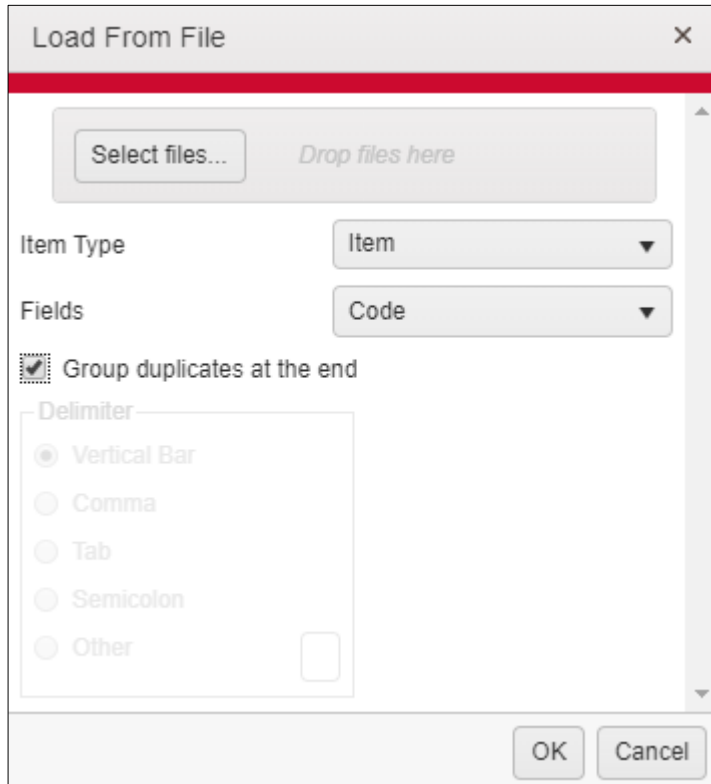 Load From File
Select files... Drop files here
Item Type Item
Fields Code
Group duplicates at the end
Delimiter
Vertical Bar
Comma
Tab
Semicolon
Other
OK Cancel